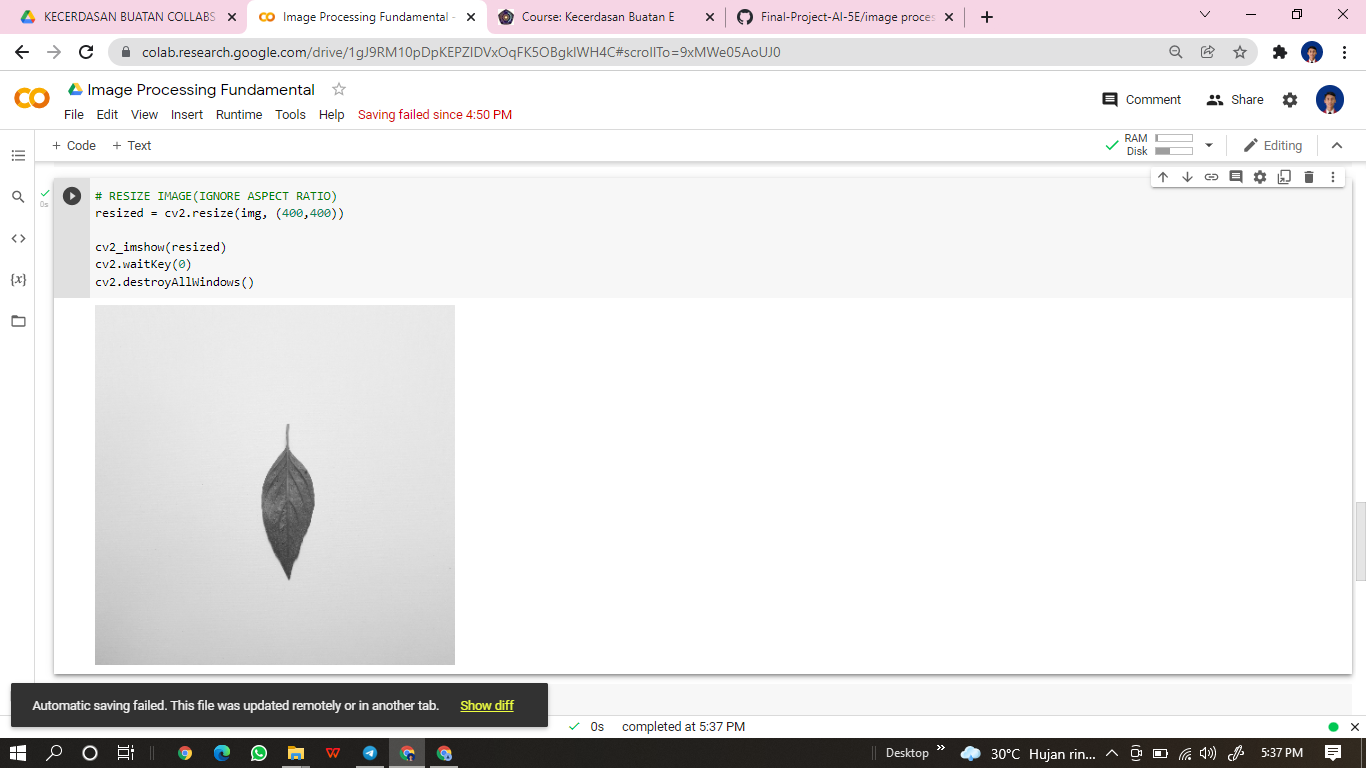 KECERDASAN BUATAN COLLABS
Image Processing Fundamental -
Course: Kecerdasan Buatan E
Final-Project-AI-5E/image proces
colab.research.google.com/drive/1gJ9RM10pDpKEPZIDVxOqFK5OBgklWH4C#scrollTo=9xMWe05AoUJ0
Image Processing Fundamental
File Edit View Insert Runtime Tools Help Saving failed since 4:50 PM
Comment Share
+ Code + Text
RAM
Disk
Editing
0s
# RESIZE IMAGE(IGNORE ASPECT RATIO)
resized = cv2.resize(img, (400,400))
cv2_imshow(resized)
cv2.waitKey(0)
cv2.destroyAllWindows()
{x}
Automatic saving failed. This file was updated remotely or in another tab. Show diff
0s completed at 5:37 PM
Desktop » 30°C Hujan rin... 5:37 PM